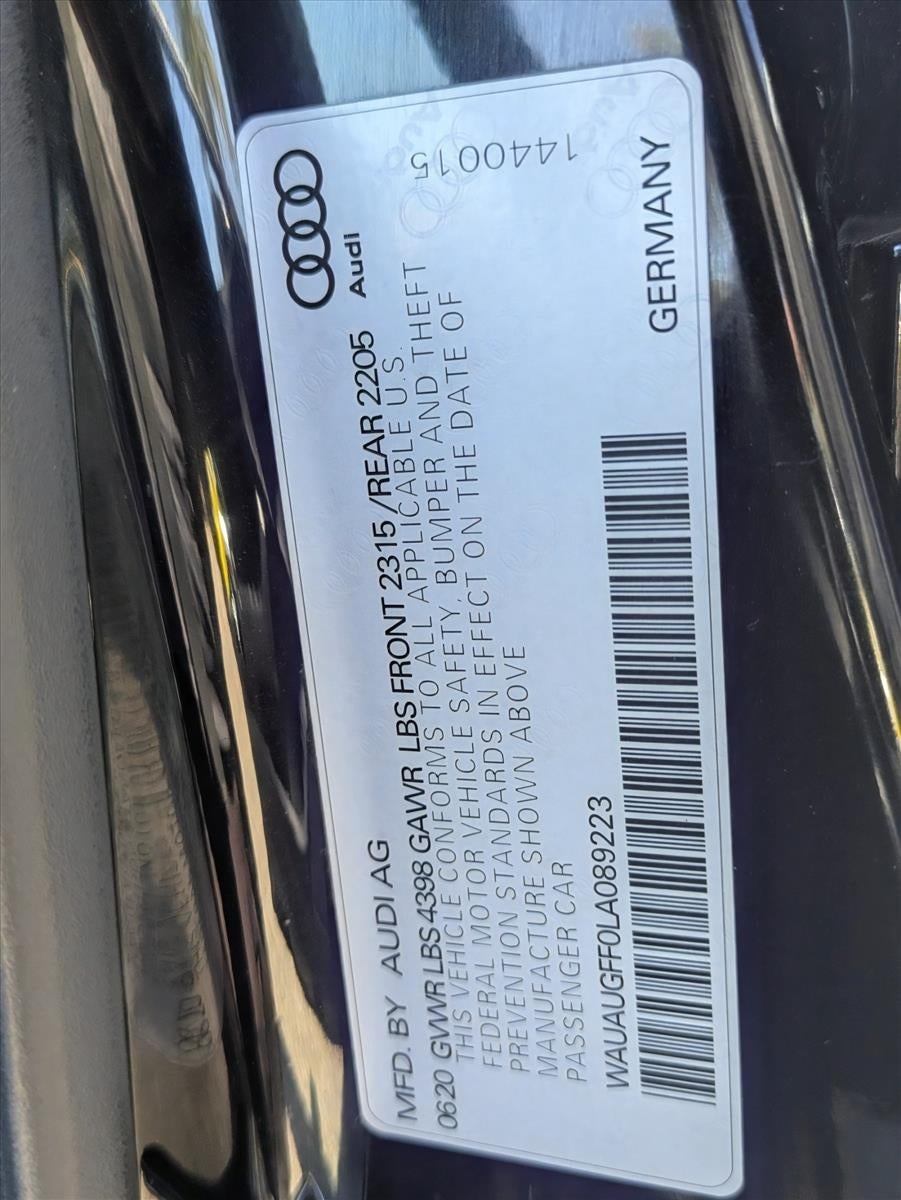 Audi
MFD. BY AUDI AG
0620 GVWR LBS 4398 GAWR LBS FRONT 2315 /REAR 2205
THIS VEHICLE CONFORMS TO ALL APPLICABLE U.S.
FEDERAL MOTOR VEHICLE SAFETY, BUMPER AND THEFT
PREVENTION STANDARDS IN EFFECT ON THE DATE OF
MANUFACTURE SHOWN ABOVE
PASSENGER CAR
1440015
WAUAUGFF0LA089223
GERMANY